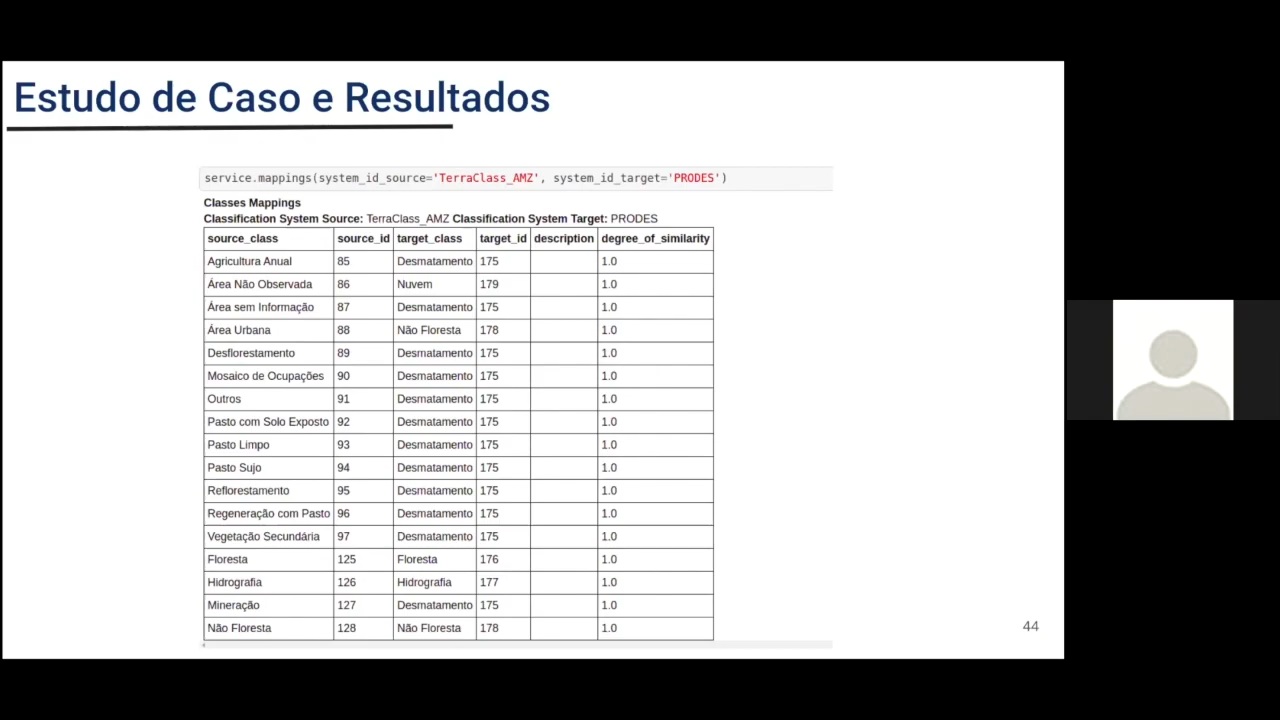 Estudo de Caso e Resultados
service.mappings(system_id_source='TerraClass_AMZ', system_id_target='PRODES')
Classes Mappings
Classification System Source: TerraClass_AMZ Classification System Target: PRODES
source_class source_id target_class target_id description degree_of_similarity
Agricultura Anual 85 Desmatamento 175 1.0
Área Não Observada 86 Nuvem 179 1.0
Área sem Informação 87 Desmatamento 175 1.0
Área Urbana 88 Não Floresta 178 1.0
Desflorestamento 89 Desmatamento 175 1.0
Mosaico de Ocupações 90 Desmatamento 175 1.0
Outros 91 Desmatamento 175 1.0
Pasto com Solo Exposto 92 Desmatamento 175 1.0
Pasto Limpo 93 Desmatamento 175 1.0
Pasto Sujo 94 Desmatamento 175 1.0
Reflorestamento 95 Desmatamento 175 1.0
Regeneração com Pasto 96 Desmatamento 175 1.0
Vegetação Secundária 97 Desmatamento 175 1.0
Floresta 125 Floresta 176 1.0
Hidrografia 126 Hidrografia 177 1.0
Mineração 127 Desmatamento 175 1.0
Não Floresta 128 Não Floresta 178 1.0
44